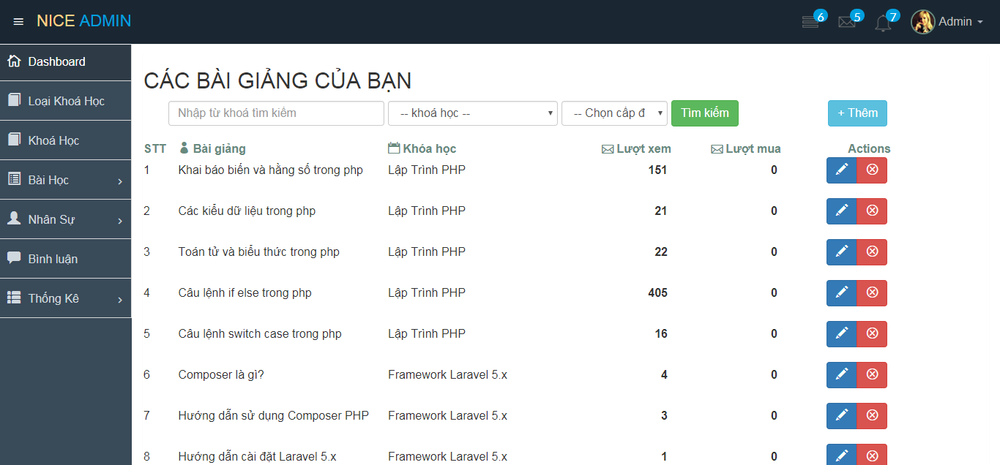 NICE ADMIN 6 5 7 Admin
Dashboard
Loại Khoá Học
Khoá Học
Bài Học
Nhân Sự
Bình luận
Thống Kê
CÁC BÀI GIẢNG CỦA BẠN
Nhập từ khoá tìm kiếm -- khoá học -- -- Chọn cấp đ Tìm kiếm + Thêm
STT Bài giảng Khóa học Lượt xem Lượt mua Actions
1 Khai báo biến và hằng số trong php Lập Trình PHP 151 0
2 Các kiểu dữ liệu trong php Lập Trình PHP 21 0
3 Toán tử và biểu thức trong php Lập Trình PHP 22 0
4 Câu lệnh if else trong php Lập Trình PHP 405 0
5 Câu lệnh switch case trong php Lập Trình PHP 16 0
6 Composer là gì? Framework Laravel 5.x 4 0
7 Hướng dẫn sử dụng Composer PHP Framework Laravel 5.x 3 0
8 Hướng dẫn cài đặt Laravel 5.x Framework Laravel 5.x 1 0